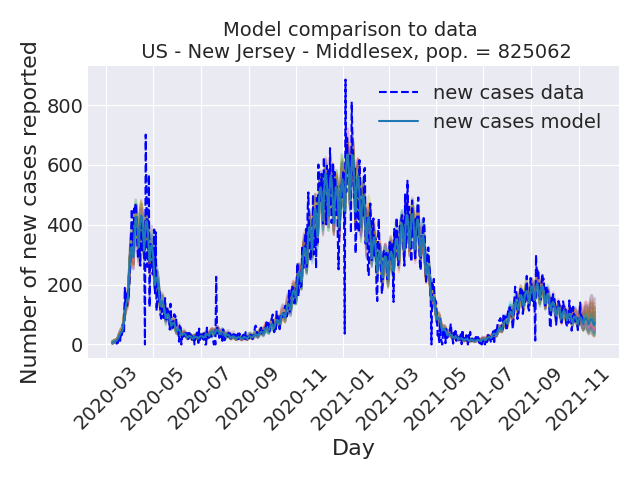 Model comparison to data
US - New Jersey - Middlesex, pop. = 825062
Number of new cases reported
800
600
400
200
0
new cases data
new cases model
2020-03
2020-05
2020-07
2020-09
2020-11
2021-01
2021-03
2021-05
2021-07
2021-09
2021-11
Day